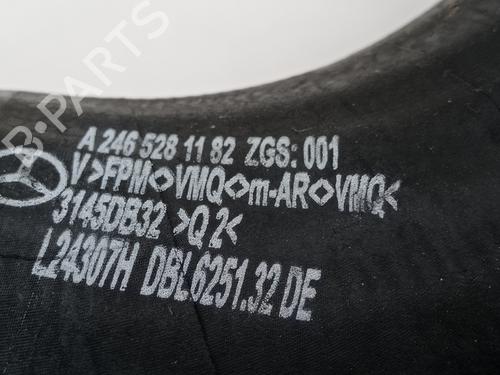 A 246 528 11 82 ZGS: 001
V>FPM<>VMQ<>m-AR<>VMQ<
3145DB32 >Q 2<
L24307H DBL6251.32 DE
B-PARTS